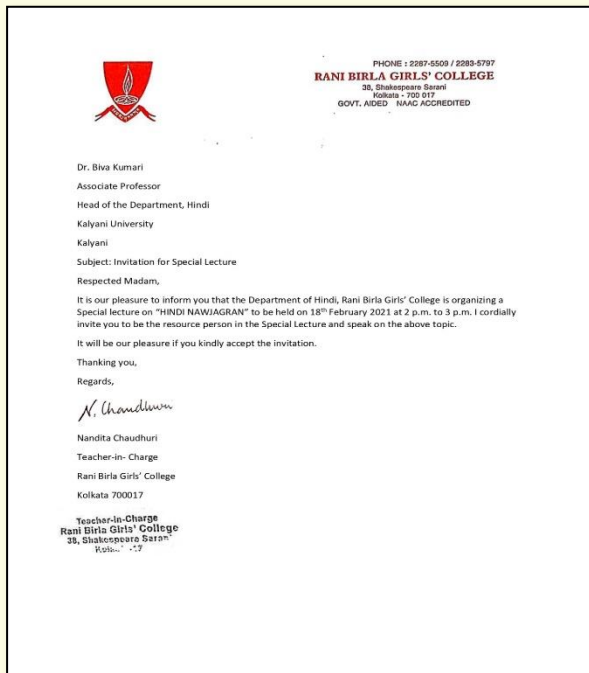 PHONE : 2287-5509 / 2283-5797
RANI BIRLA GIRLS' COLLEGE
38, Shakespeare Sarani
Kolkata - 700 017
GOVT. AIDED NAAC ACCREDITED
Dr. Biva Kumari
Associate Professor
Head of the Department, Hindi
Kalyani University
Kalyani
Subject: Invitation for Special Lecture
Respected Madam,
It is our pleasure to inform you that the Department of Hindi, Rani Birla Girls' College is organizing a
Special lecture on "HINDI NAWJAGRAN" to be held on 18th February 2021 at 2 p.m. to 3 p.m. I cordially
invite you to be the resource person in the Special Lecture and speak on the above topic.
It will be our pleasure if you kindly accept the invitation.
Thanking you,
Regards,
N. Chaudhuri
Nandita Chaudhuri
Teacher-in- Charge
Rani Birla Girls' College
Kolkata 700017
Teacher-in-Charge
Rani Birla Girls' College
38, Shakespeare Saran